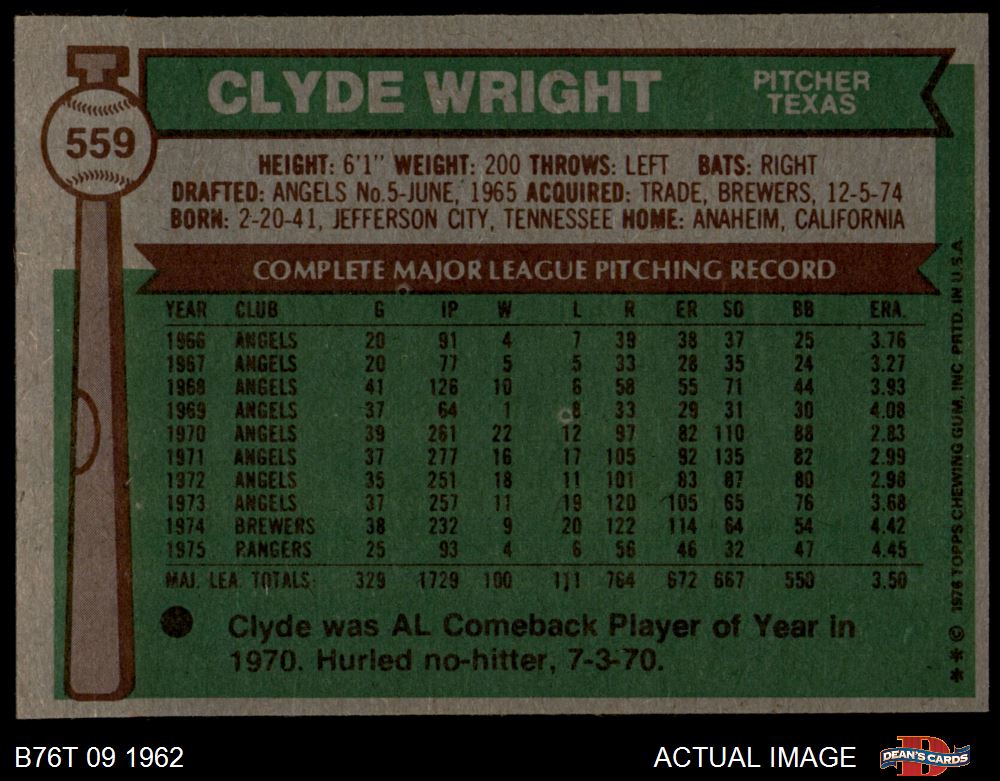 CLYDE WRIGHT
PITCHER
TEXAS
559
HEIGHT: 6'1" WEIGHT: 200 THROWS: LEFT BATS: RIGHT
DRAFTED: ANGELS No.5-JUNE, 1965 ACQUIRED: TRADE, BREWERS, 12-5-74
BORN: 2-20-41, JEFFERSON CITY, TENNESSEE HOME: ANAHEIM, CALIFORNIA
COMPLETE MAJOR LEAGUE PITCHING RECORD
YEAR CLUB G IP W L R ER SO BB ERA.
1966 ANGELS 20 91 4 7 39 38 37 25 3.76
1967 ANGELS 20 77 5 5 33 28 35 24 3.27
1968 ANGELS 41 126 10 6 58 55 71 44 3.93
1969 ANGELS 37 64 1 8 33 29 31 30 4.08
1970 ANGELS 39 261 22 12 97 82 110 88 2.83
1971 ANGELS 37 277 16 17 105 92 135 82 2.99
1972 ANGELS 35 251 18 11 101 83 87 80 2.98
1973 ANGELS 37 257 11 19 120 105 65 76 3.68
1974 BREWERS 38 232 9 20 122 114 64 54 4.42
1975 RANGERS 25 93 4 6 56 46 32 47 4.45
MAJ. LEA. TOTALS: 329 1729 100 111 764 672 667 550 3.50
Clyde was AL Comeback Player of Year in
1970. Hurled no-hitter, 7-3-70.
** © 1976 TOPPS CHEWING GUM, INC PRTD. IN U.S.A.
B76T 09 1962
ACTUAL IMAGE
D
DEAN'S CARDS